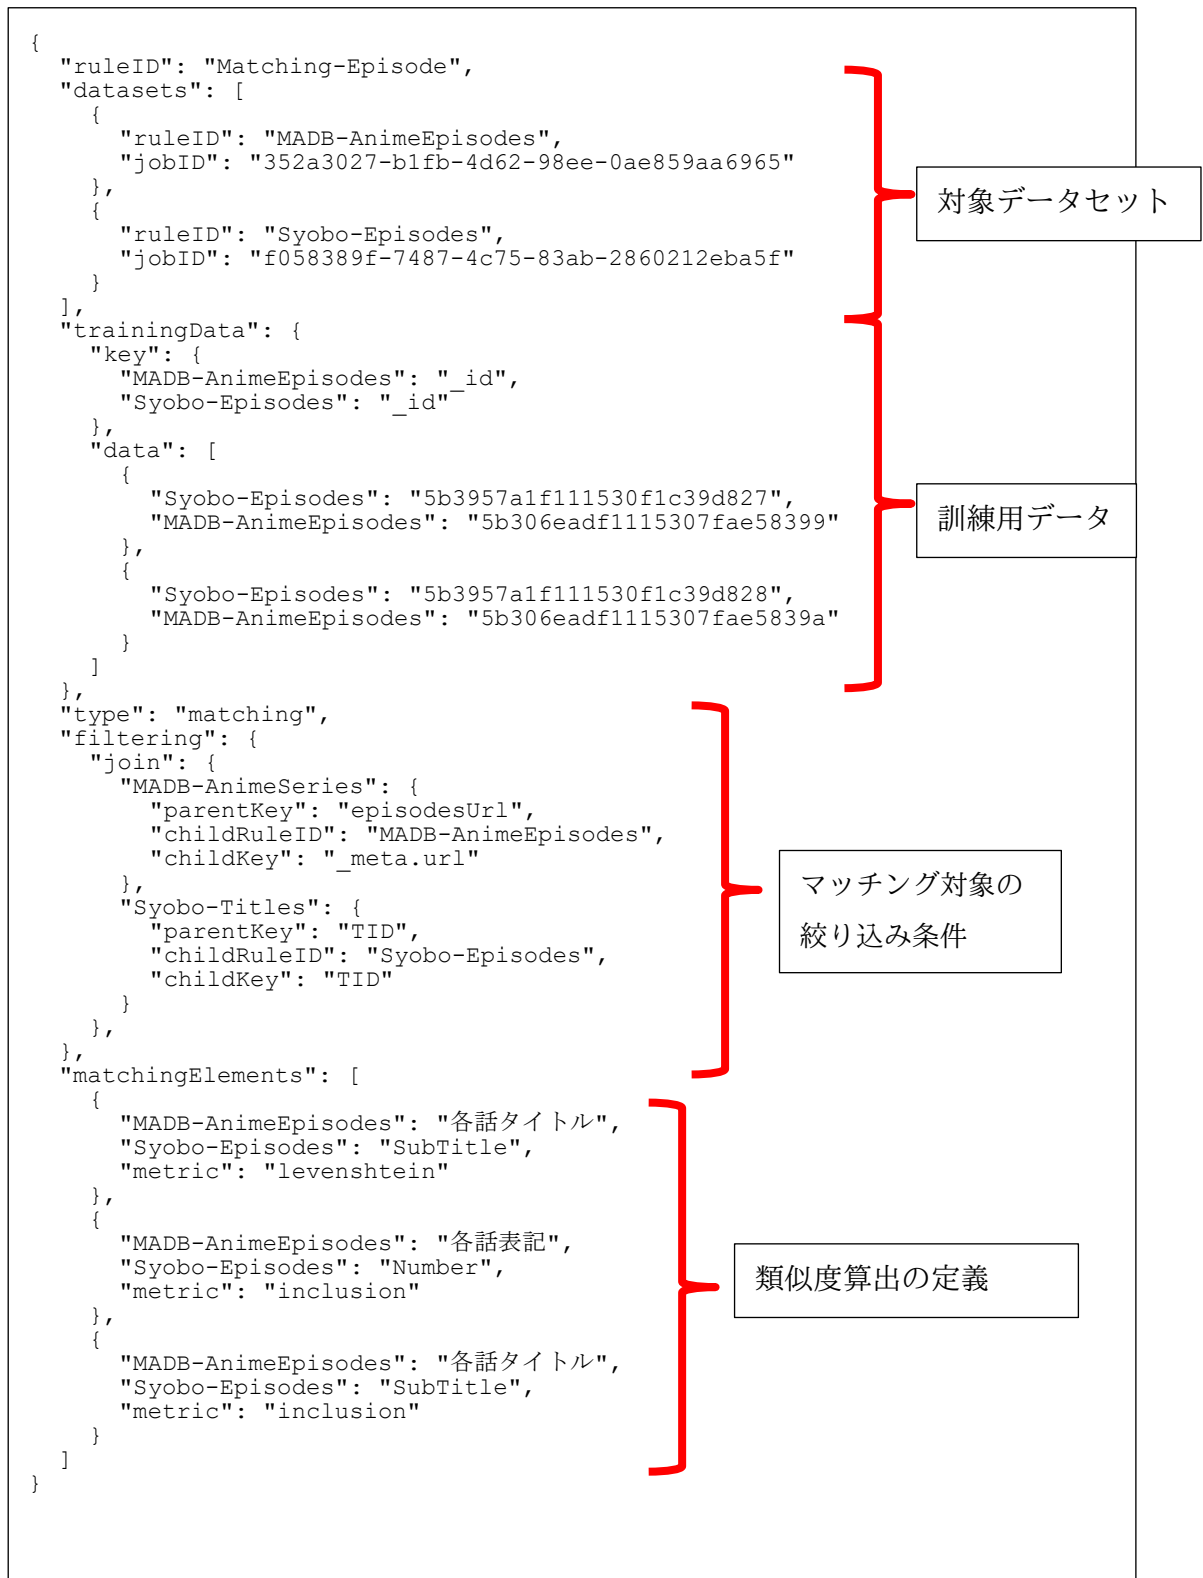 {
  "ruleID": "Matching-Episode",
  "datasets": [
    {
      "ruleID": "MADB-AnimeEpisodes",
      "jobID": "352a3027-b1fb-4d62-98ee-0ae859aa6965"
    },
    {
      "ruleID": "Syobo-Episodes",
      "jobID": "f058389f-7487-4c75-83ab-2860212eba5f"
    }
  ],
対象データセット
  "trainingData": {
    "key": {
      "MADB-AnimeEpisodes": "_id",
      "Syobo-Episodes": "_id"
    },
    "data": [
      {
        "Syobo-Episodes": "5b3957a1f111530f1c39d827",
        "MADB-AnimeEpisodes": "5b306eadf1115307fae58399"
      },
      {
        "Syobo-Episodes": "5b3957a1f111530f1c39d828",
        "MADB-AnimeEpisodes": "5b306eadf1115307fae5839a"
      }
    ]
  },
訓練用データ
  "type": "matching",
  "filtering": {
    "join": {
      "MADB-AnimeSeries": {
        "parentKey": "episodesUrl",
        "childRuleID": "MADB-AnimeEpisodes",
        "childKey": "_meta.url"
      },
      "Syobo-Titles": {
        "parentKey": "TID",
        "childRuleID": "Syobo-Episodes",
        "childKey": "TID"
      }
    },
  },
マッチング対象の
絞り込み条件
  "matchingElements": [
    {
      "MADB-AnimeEpisodes": "各話タイトル",
      "Syobo-Episodes": "SubTitle",
      "metric": "levenshtein"
    },
    {
      "MADB-AnimeEpisodes": "各話表記",
      "Syobo-Episodes": "Number",
      "metric": "inclusion"
    },
    {
      "MADB-AnimeEpisodes": "各話タイトル",
      "Syobo-Episodes": "SubTitle",
      "metric": "inclusion"
    }
  ]
}
類似度算出の定義